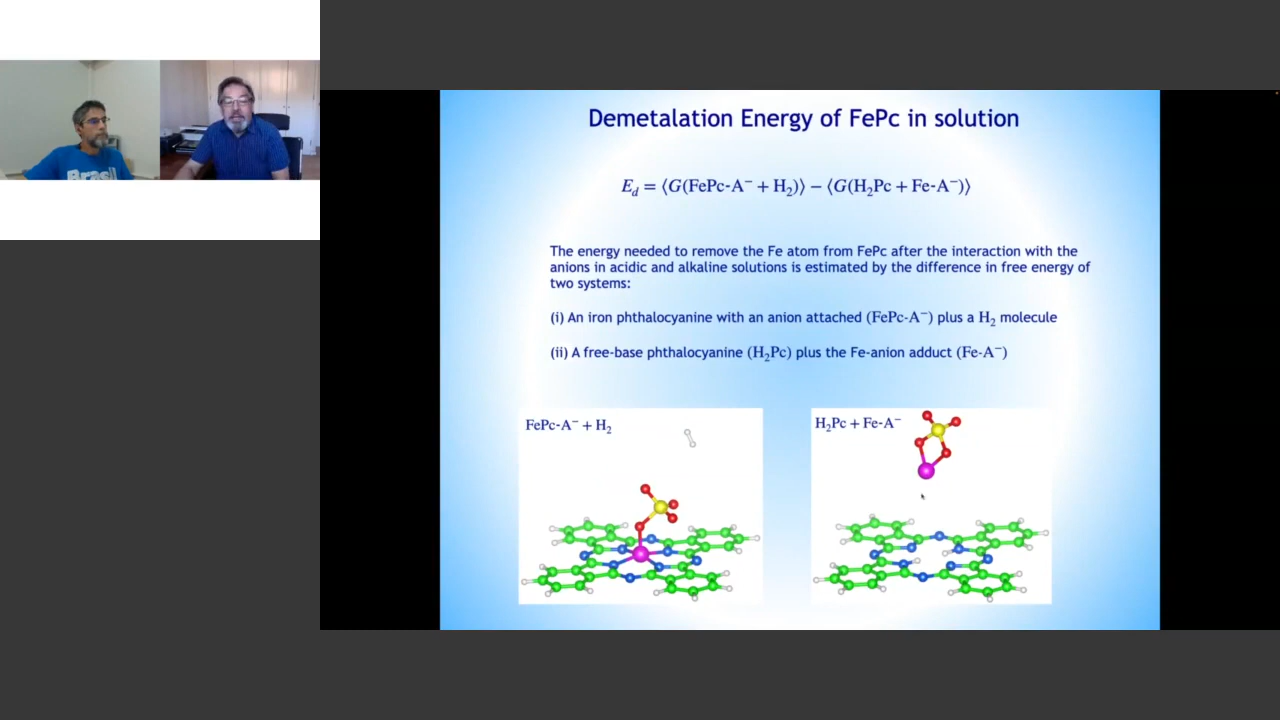 Brasil
Demetalation Energy of FePc in solution
E_d = ⟨G(FePc-A⁻ + H₂)⟩ − ⟨G(H₂Pc + Fe-A⁻)⟩
The energy needed to remove the Fe atom from FePc after the interaction with the
anions in acidic and alkaline solutions is estimated by the difference in free energy of
two systems:
(i) An iron phthalocyanine with an anion attached (FePc-A⁻) plus a H₂ molecule
(ii) A free-base phthalocyanine (H₂Pc) plus the Fe-anion adduct (Fe-A⁻)
FePc-A⁻ + H₂
H₂Pc + Fe-A⁻